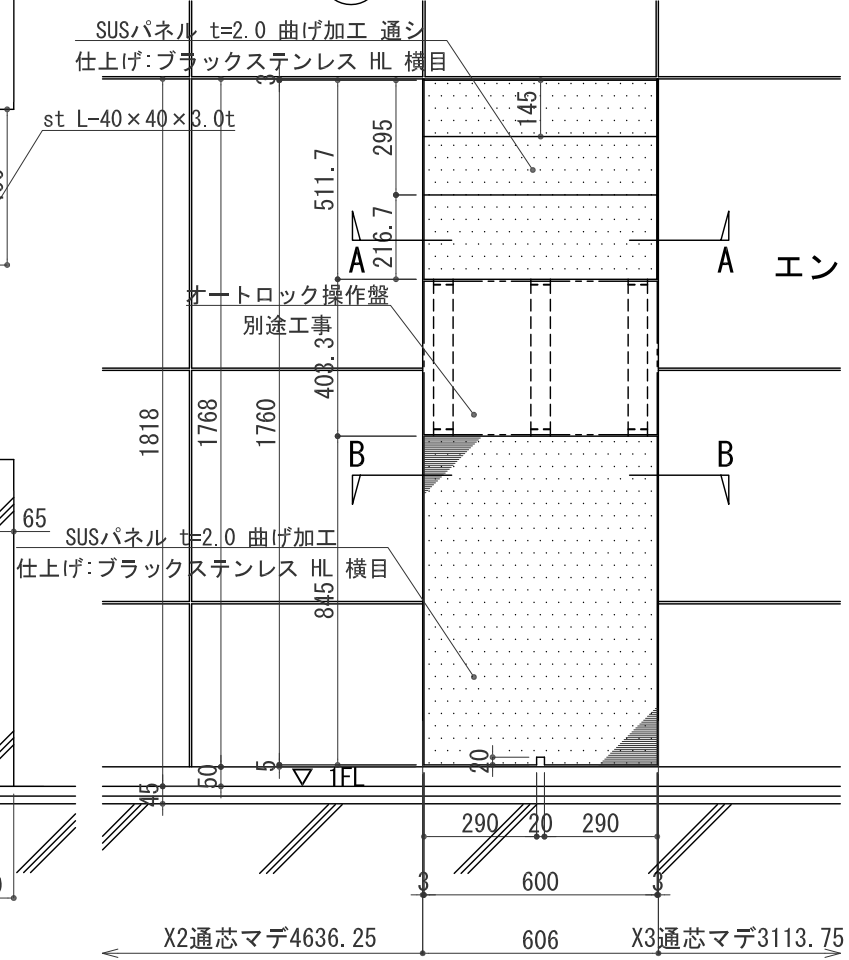 SUSパネル t=2.0 曲げ加工 通シ
仕上げ:ブラックステンレス HL 横目
st L-40×40×3.0t
3
145
295
511.7
216.7
A
A
エン
オートロック操作盤
別途工事
403.3
1818
1768
1760
B
B
65
SUSパネル t=2.0 曲げ加工
仕上げ:ブラックステンレス HL 横目
845
20
5
50
45
1FL
290
20
290
3
600
3
X2通芯マデ4636.25
606
X3通芯マデ3113.75